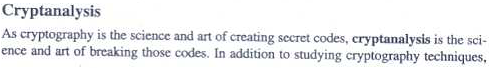 Cryptanalysis
As cryptography is the science and art of creating secret codes, cryptanalysis is the sci-
ence and art of breaking those codes. In addition to studying cryptography techniques,